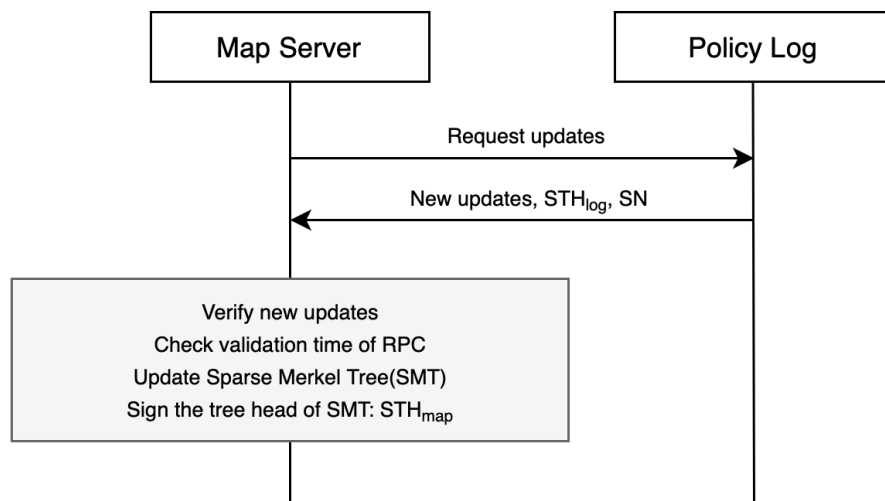 Map Server
Policy Log
Request updates
New updates, STHlog, SN
Verify new updates
Check validation time of RPC
Update Sparse Merkel Tree(SMT)
Sign the tree head of SMT: STHmap